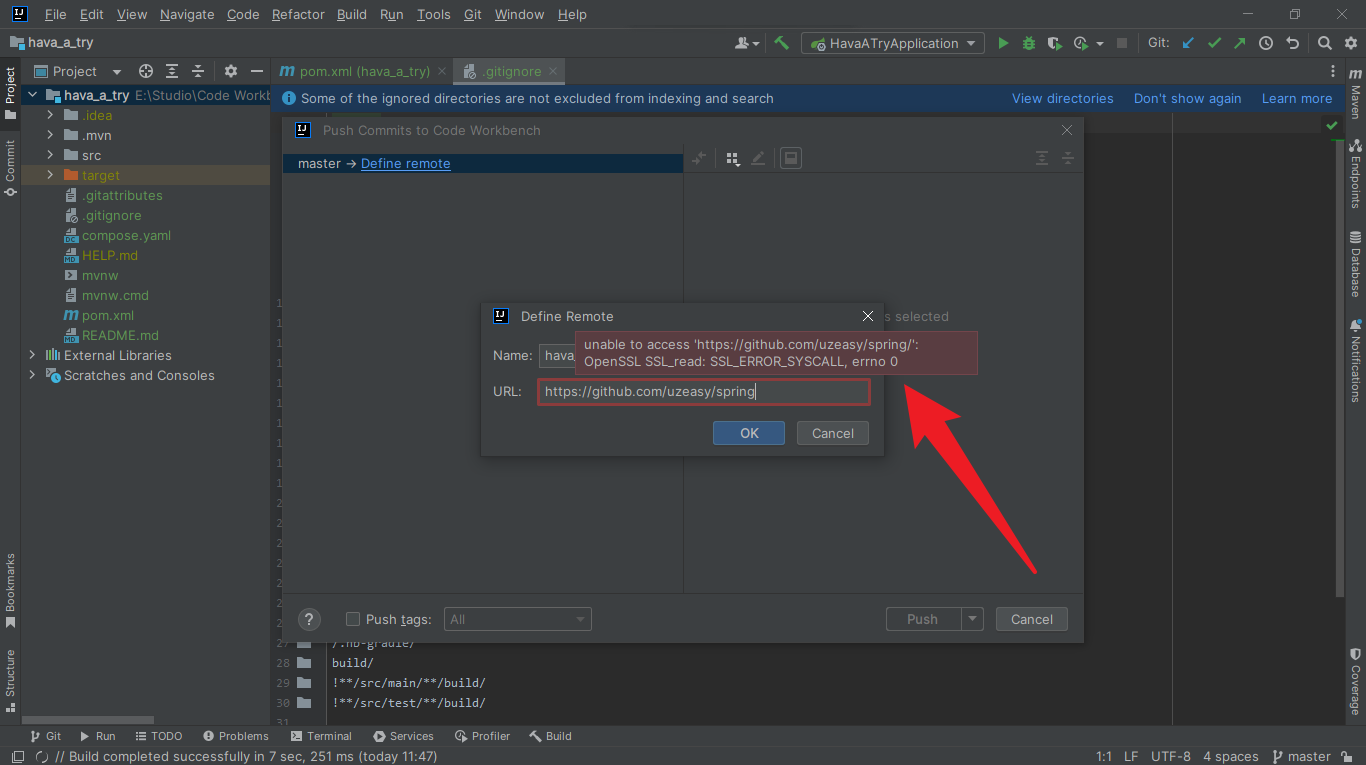 File Edit View Navigate Code Refactor Build Run Tools Git Window Help
hava_a_try
HavaATryApplication
Git:
Project
pom.xml (hava_a_try)
.gitignore
hava_a_try E:\Studio\Code Workb
Some of the ignored directories are not excluded from indexing and search
View directories Don't show again Learn more
.idea
.mvn
src
target
.gitattributes
.gitignore
compose.yaml
HELP.md
mvnw
mvnw.cmd
pom.xml
README.md
External Libraries
Scratches and Consoles
Project
Commit
Bookmarks
Structure
Push Commits to Code Workbench
master → Define remote
s selected
Define Remote
Name: hava_
unable to access 'https://github.com/uzeasy/spring/':
OpenSSL SSL_read: SSL_ERROR_SYSCALL, errno 0
URL: https://github.com/uzeasy/spring
OK Cancel
? Push tags: All
Push Cancel
27 /.nb-gradle/
28 build/
29 !**/src/main/**/build/
30 !**/src/test/**/build/
31
Maven
Endpoints
Database
Notifications
Coverage
Git Run TODO Problems Terminal Services Profiler Build
// Build completed successfully in 7 sec, 251 ms (today 11:47)
1:1 LF UTF-8 4 spaces master